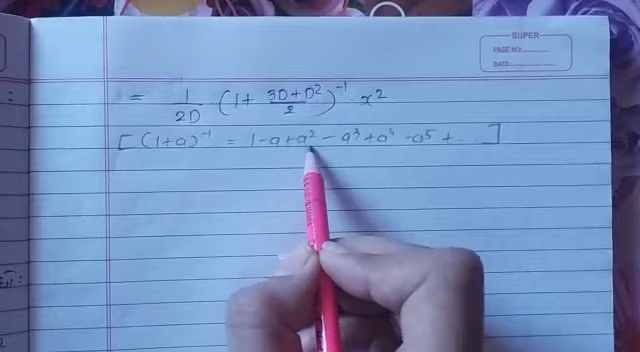 SUPER
PAGE NO.:
DATE:
= 1/2D (1 + (3D+D²)/2)⁻¹ x²
[ (1+a)⁻¹ = 1-a+a² - a³+a⁴ -a⁵ + ... ]